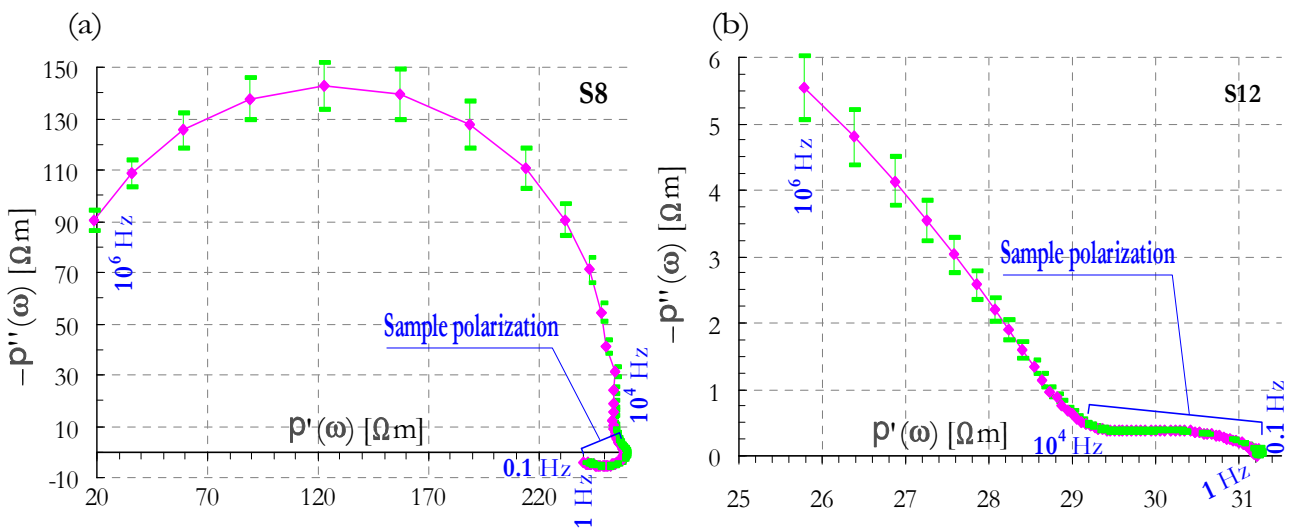 (a)
S8
150
130
110
90
70
50
30
10
-10
−p''(ω) [Ωm]
10⁶ Hz
Sample polarization
10⁴ Hz
p'(ω) [Ωm]
0.1 Hz
1 Hz
20
70
120
170
220
(b)
S12
6
5
4
3
2
1
0
−p''(ω) [Ωm]
10⁶ Hz
Sample polarization
p'(ω) [Ωm]
10⁴ Hz
0.1 Hz
1 Hz
25
26
27
28
29
30
31